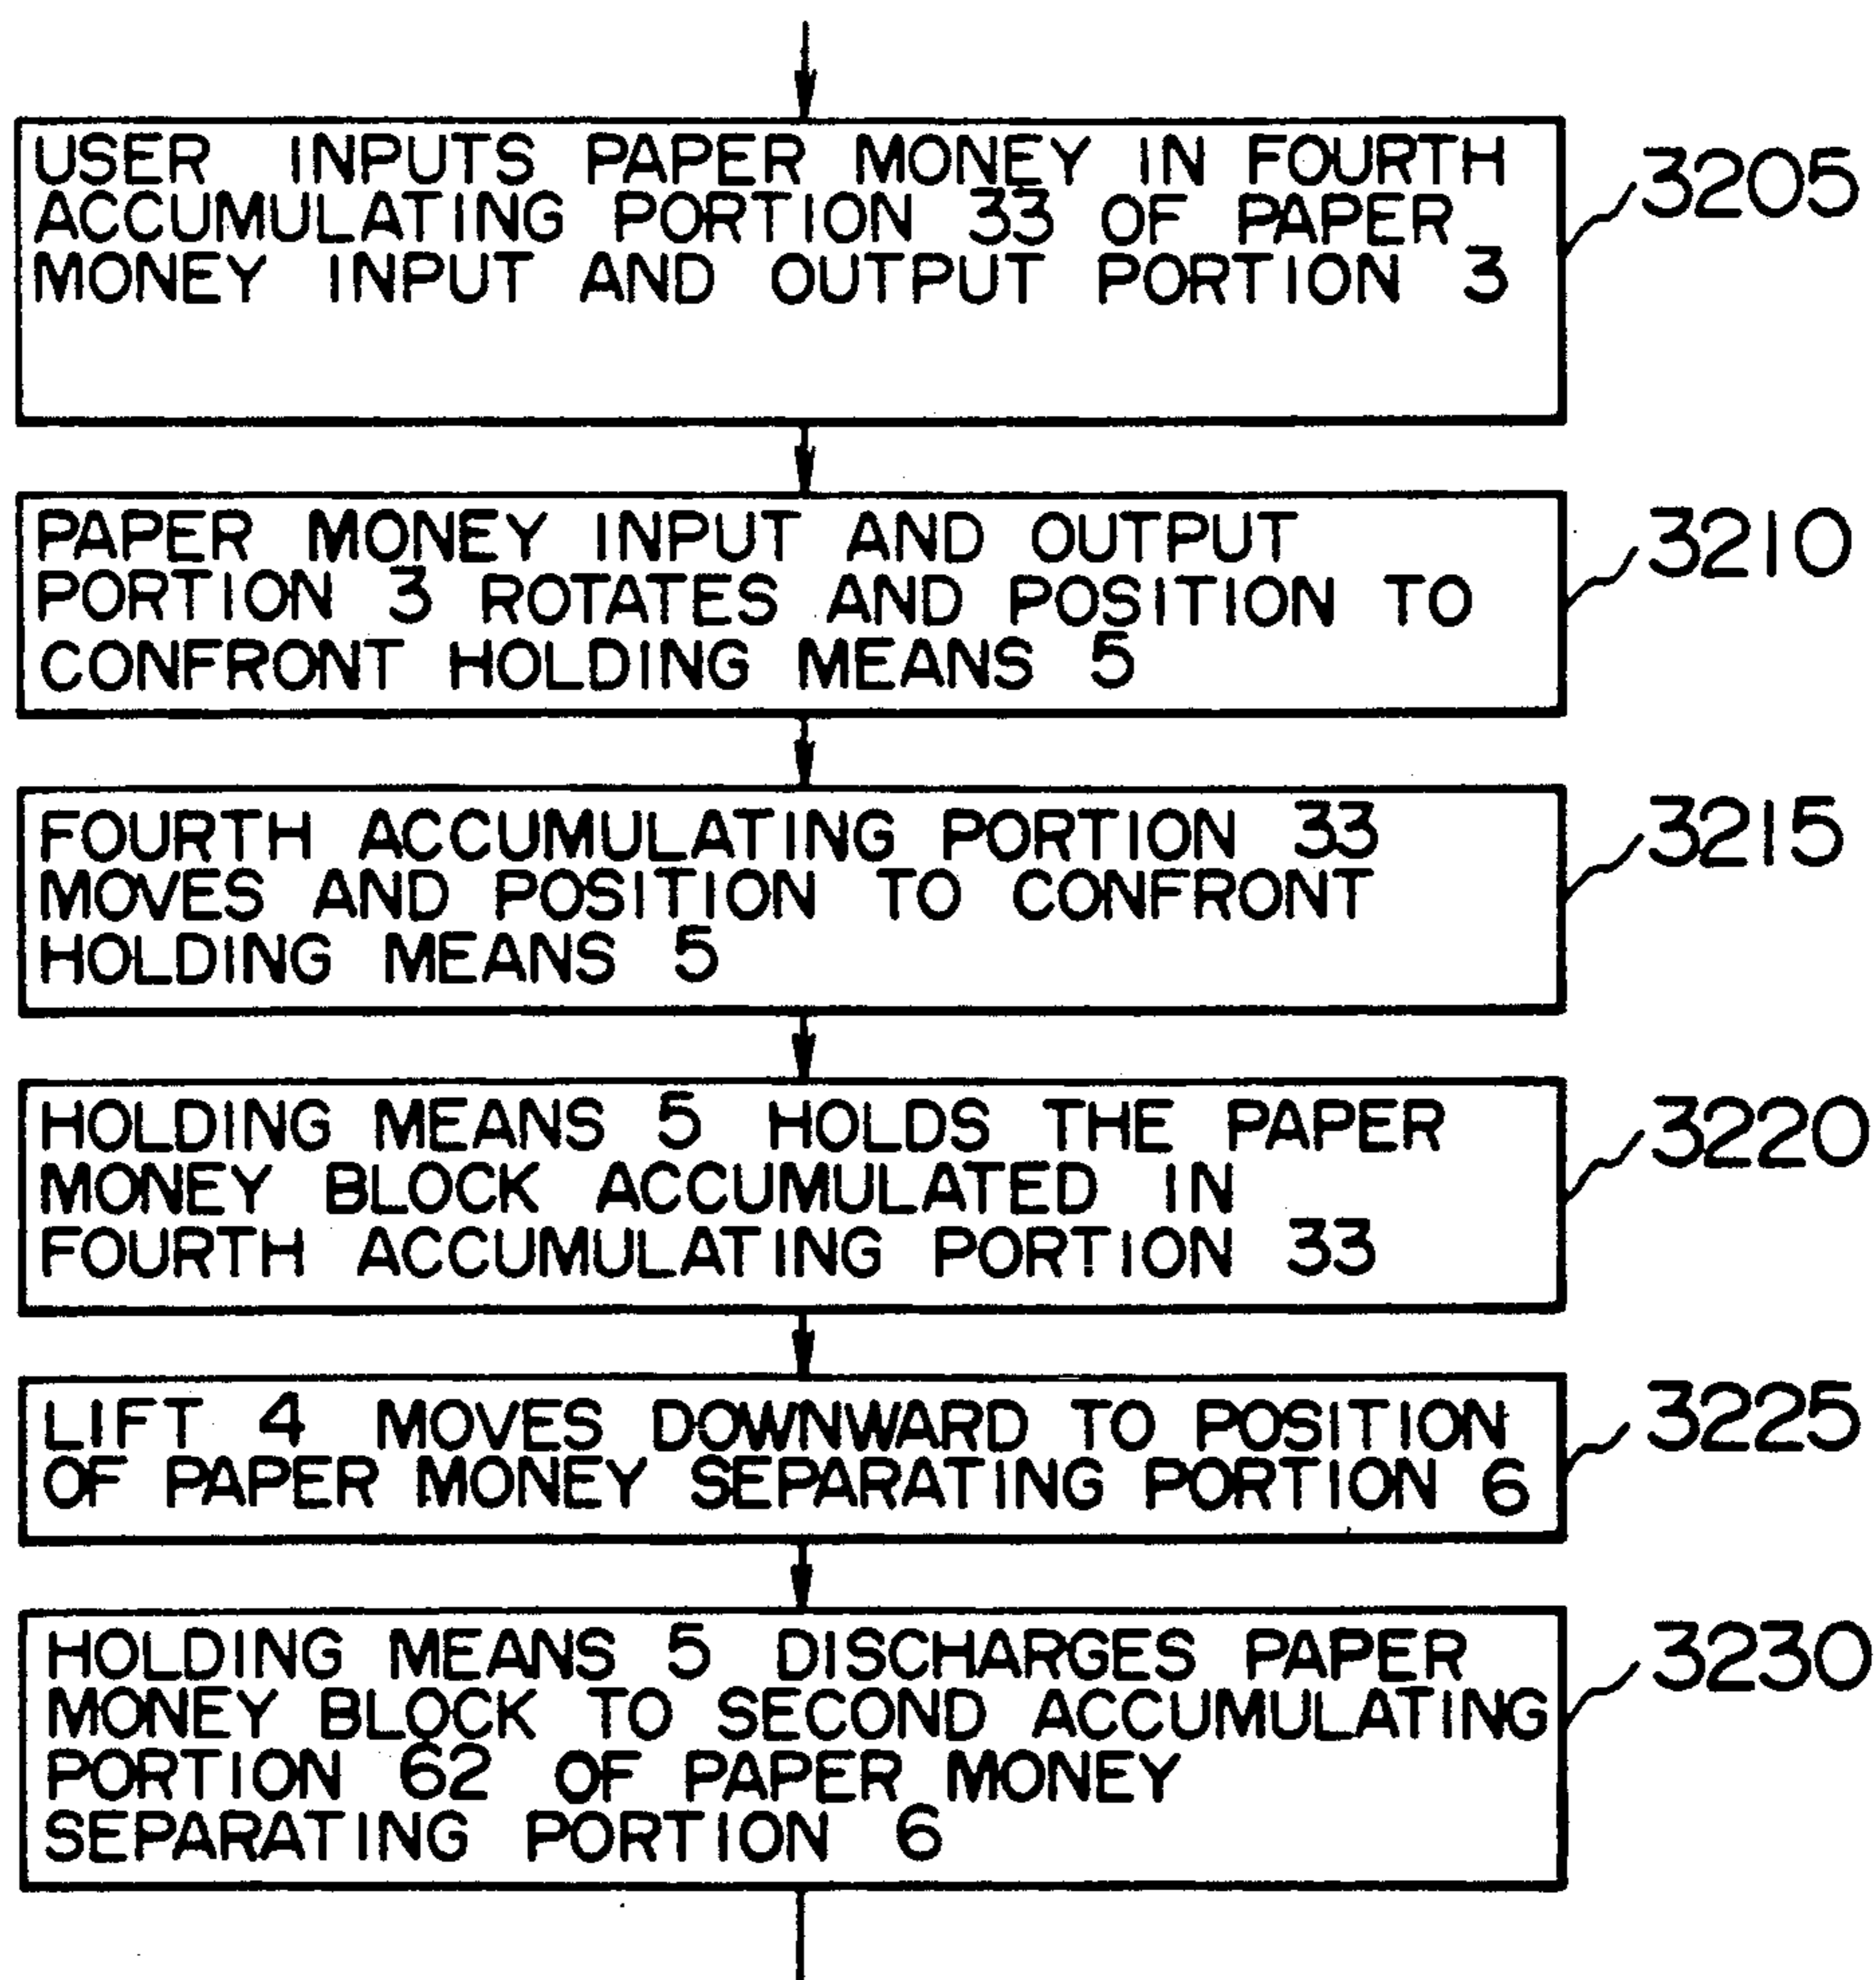 USER INPUTS PAPER MONEY IN FOURTH
ACCUMULATING PORTION 33 OF PAPER
MONEY INPUT AND OUTPUT PORTION 3
3205
PAPER MONEY INPUT AND OUTPUT
PORTION 3 ROTATES AND POSITION TO
CONFRONT HOLDING MEANS 5
3210
FOURTH ACCUMULATING PORTION 33
MOVES AND POSITION TO CONFRONT
HOLDING MEANS 5
3215
HOLDING MEANS 5 HOLDS THE PAPER
MONEY BLOCK ACCUMULATED IN
FOURTH ACCUMULATING PORTION 33
3220
LIFT 4 MOVES DOWNWARD TO POSITION
OF PAPER MONEY SEPARATING PORTION 6
3225
HOLDING MEANS 5 DISCHARGES PAPER
MONEY BLOCK TO SECOND ACCUMULATING
PORTION 62 OF PAPER MONEY
SEPARATING PORTION 6
3230